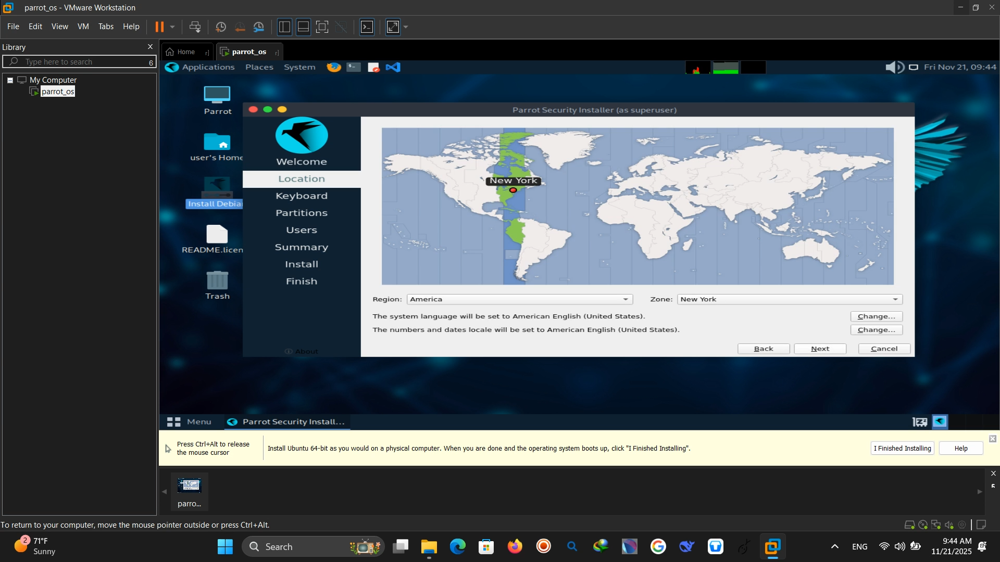 parrot_os - VMware Workstation
File Edit View VM Tabs Help
Library
Type here to search
My Computer
parrot_os
Home
parrot_os
Applications Places System
Fri Nov 21, 09:44
Parrot
user's Home
Install Debia
README.licen
Trash
Parrot Security Installer (as superuser)
Welcome
Location
Keyboard
Partitions
Users
Summary
Install
Finish
About
New York
Region: America
Zone: New York
The system language will be set to American English (United States).
Change...
The numbers and dates locale will be set to American English (United States).
Change...
Back
Next
Cancel
Menu
Parrot Security Install...
Press Ctrl+Alt to release
the mouse cursor
Install Ubuntu 64-bit as you would on a physical computer. When you are done and the operating system boots up, click "I Finished Installing".
I Finished Installing
Help
parro...
To return to your computer, move the mouse pointer outside or press Ctrl+Alt.
2
71°F
Sunny
Search
ENG
9:44 AM
11/21/2025